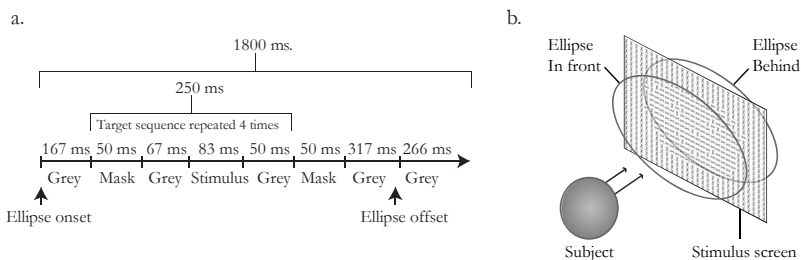 a.
1800 ms.
250 ms
Target sequence repeated 4 times
167 ms 50 ms 67 ms 83 ms 50 ms 50 ms 317 ms 266 ms
Grey Mask Grey Stimulus Grey Mask Grey Grey
Ellipse onset Ellipse offset
b.
Ellipse
In front
Ellipse
Behind
Subject
Stimulus screen